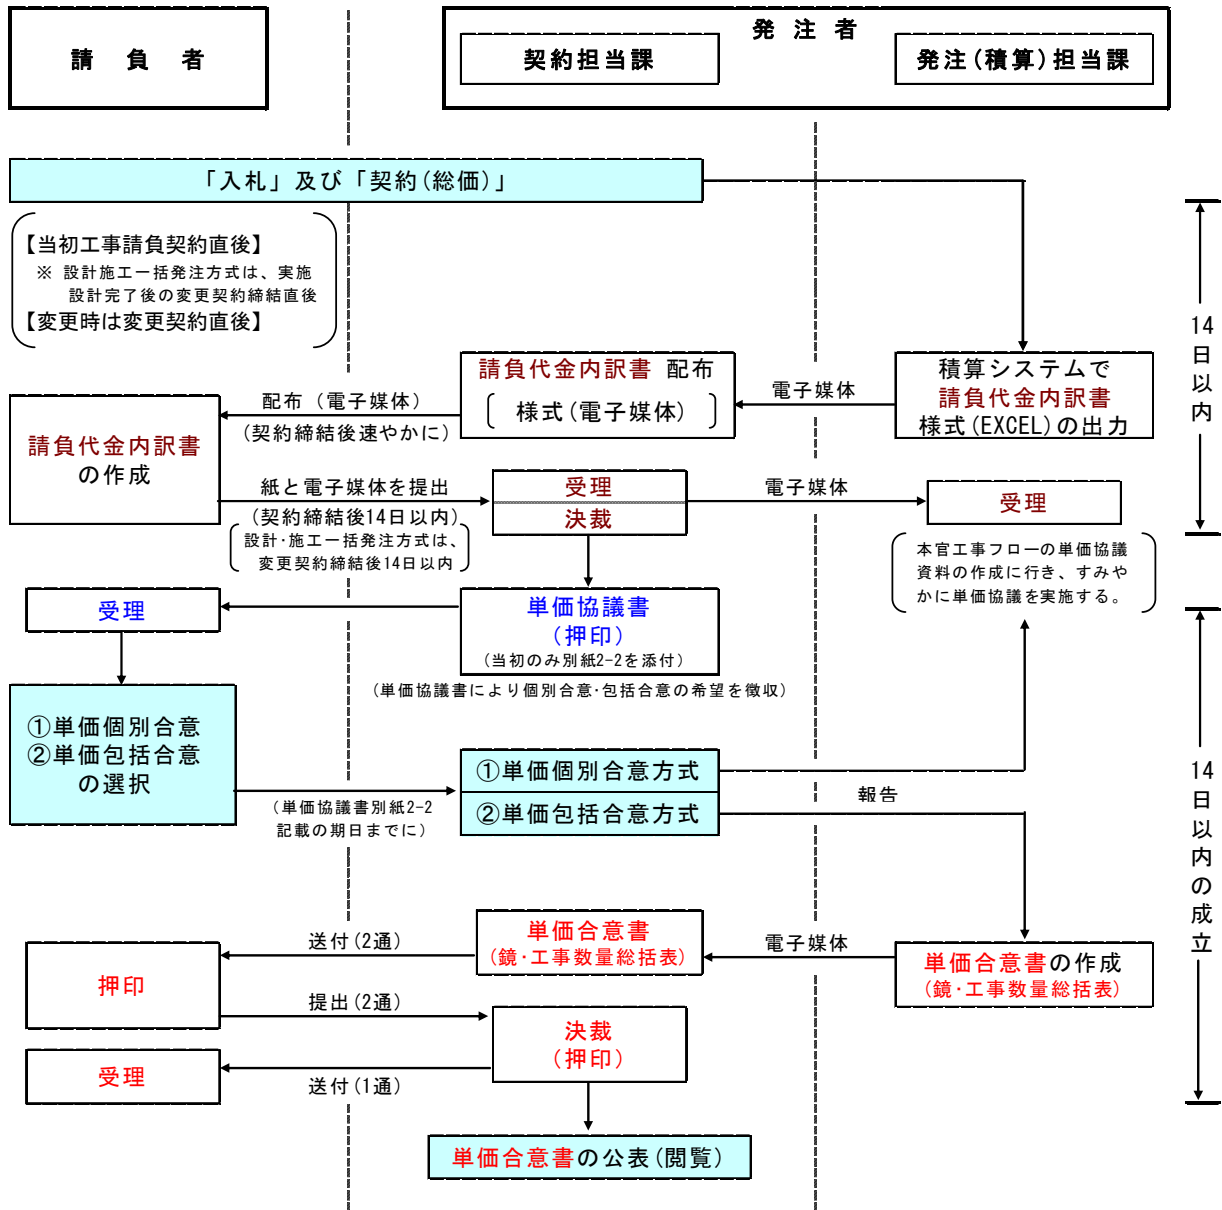 請負者
発注者
契約担当課
発注(積算)担当課
「入札」及び「契約(総価)」
【当初工事請負契約直後】
※ 設計施工一括発注方式は、実施
設計完了後の変更契約締結直後
【変更時は変更契約直後】
14日以内
請負代金内訳書 配布
様式(電子媒体)
電子媒体
積算システムで
請負代金内訳書
様式(EXCEL)の出力
配布(電子媒体)
(契約締結後速やかに)
請負代金内訳書
の作成
紙と電子媒体を提出
(契約締結後14日以内)
設計・施工一括発注方式は、
変更契約締結後14日以内
受理
決裁
電子媒体
受理
本官工事フローの単価協議
資料の作成に行き、すみや
かに単価協議を実施する。
受理
単価協議書
(押印)
(当初のみ別紙2-2を添付)
(単価協議書により個別合意・包括合意の希望を徴収)
①単価個別合意
②単価包括合意
の選択
(単価協議書別紙2-2
記載の期日までに)
①単価個別合意方式
②単価包括合意方式
報告
14日以内の成立
送付(2通)
単価合意書
(鏡・工事数量総括表)
電子媒体
単価合意書の作成
(鏡・工事数量総括表)
押印
提出(2通)
決裁
(押印)
受理
送付(1通)
単価合意書の公表(閲覧)